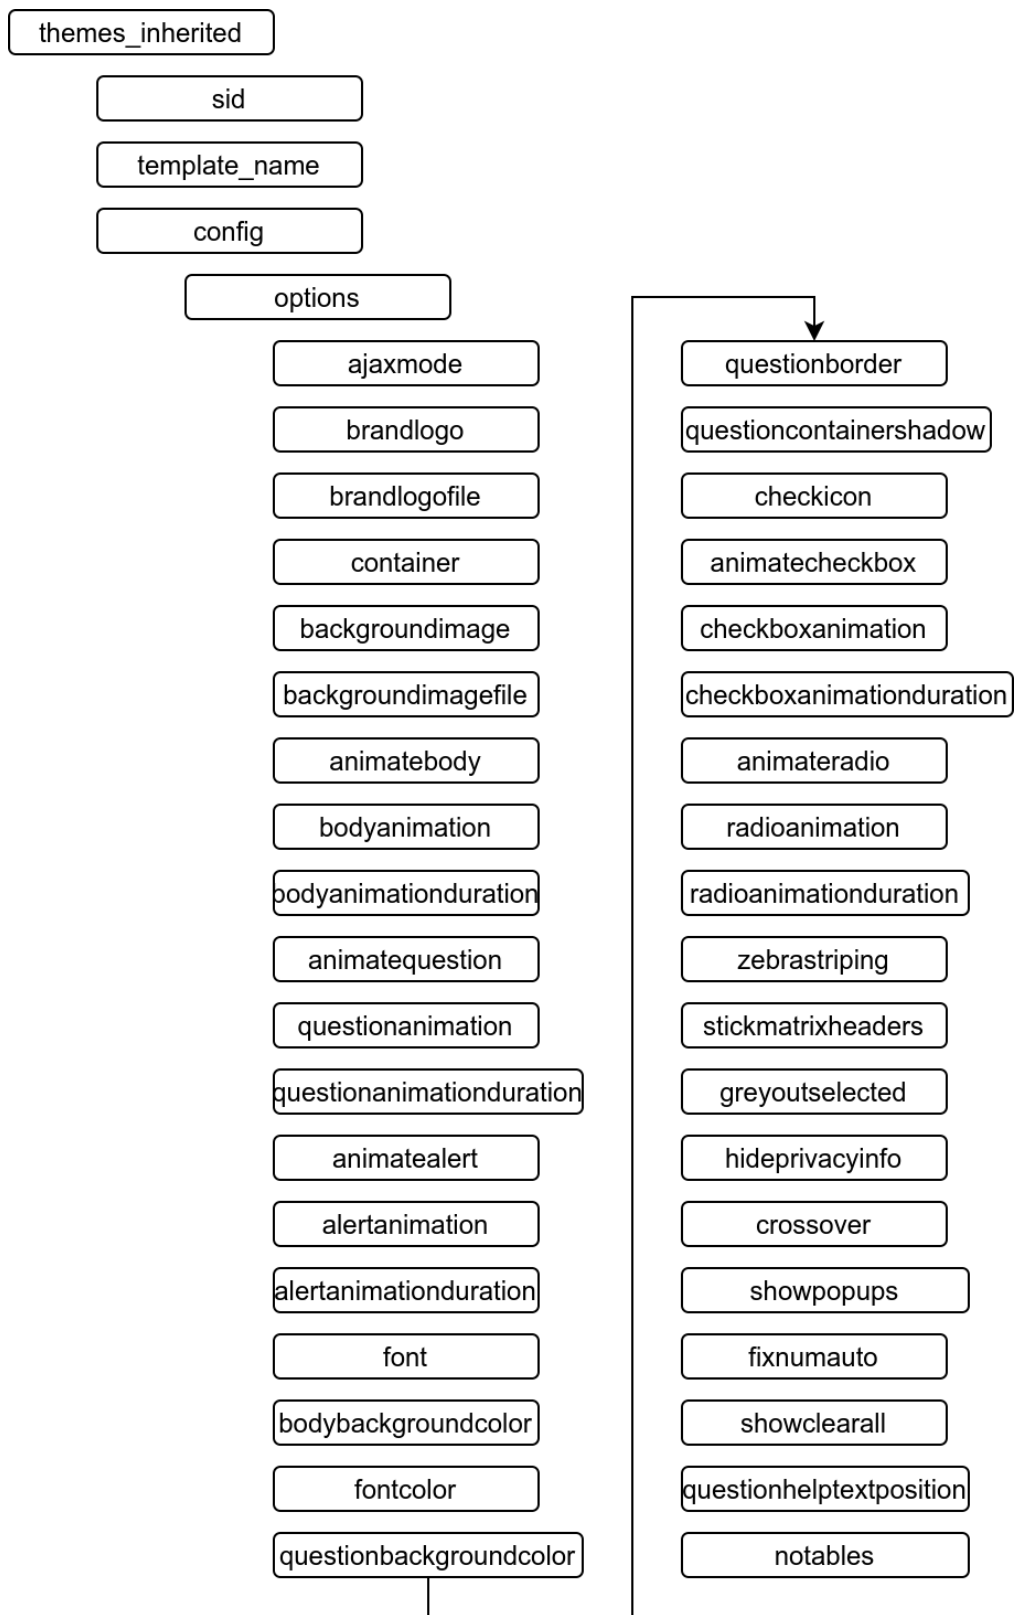 themes_inherited
sid
template_name
config
options
ajaxmode
brandlogo
brandlogofile
container
backgroundimage
backgroundimagefile
animatebody
bodyanimation
bodyanimationduration
animatequestion
questionanimation
questionanimationduration
animatealert
alertanimation
alertanimationduration
font
bodybackgroundcolor
fontcolor
questionbackgroundcolor
questionborder
questioncontainershadow
checkicon
animatecheckbox
checkboxanimation
checkboxanimationduration
animateradio
radioanimation
radioanimationduration
zebrastriping
stickmatrixheaders
greyoutselected
hideprivacyinfo
crossover
showpopups
fixnumauto
showclearall
questionhelptextposition
notables